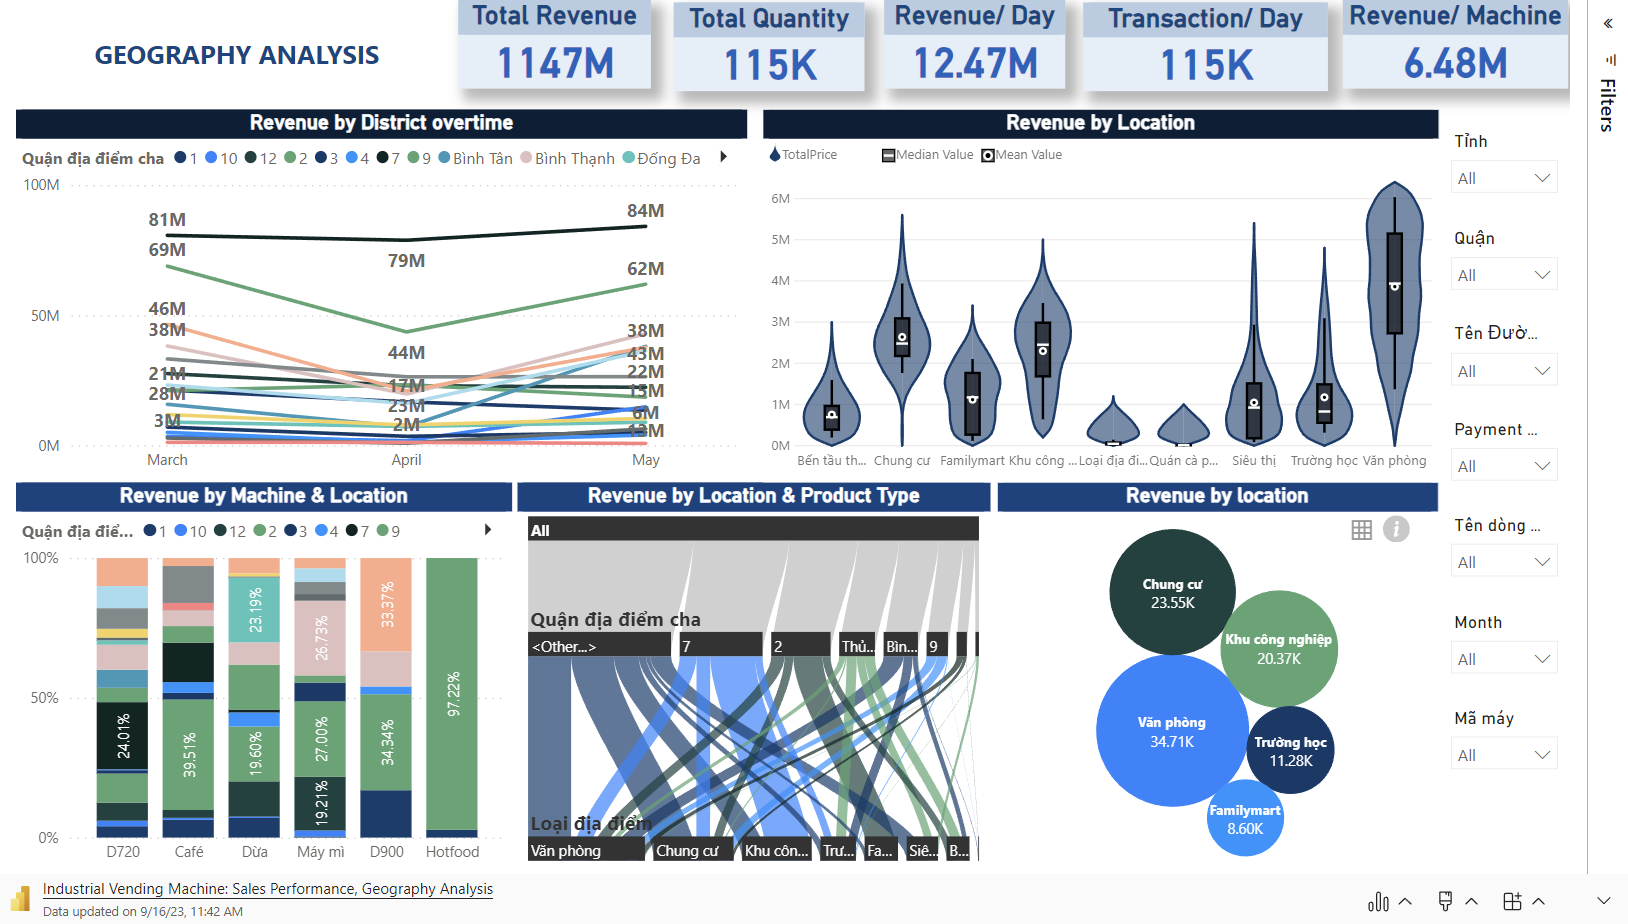 GEOGRAPHY ANALYSIS
Total Revenue
1147M
Total Quantity
115K
Revenue/ Day
12.47M
Transaction/ Day
115K
Revenue/ Machine
6.48M
Filters
Revenue by District overtime
Quận địa điểm cha 1 10 12 2 3 4 7 9 Bình Tân Bình Thạnh Đống Đa
100M
50M
0M
81M
69M
46M
38M
21M
28M
3M
79M
44M
17M
23M
2M
84M
62M
38M
43M
22M
15M
6M
13M
March April May
Revenue by Location
TotalPrice Median Value Mean Value
6M
5M
4M
3M
2M
1M
0M
Bến tầu th... Chung cư Familymart Khu công ... Loại địa đi... Quán cà p... Siêu thị Trường học Văn phòng
Tỉnh
All
Quận
All
Tên Đườ...
All
Payment ...
All
Tên dòng ...
All
Month
All
Mã máy
All
Revenue by Machine & Location
Quận địa điể... 1 10 12 2 3 4 7 9
100%
50%
0%
24.01%
39.51%
23.19%
19.60%
26.73%
27.00%
19.21%
33.37%
34.34%
97.22%
D720 Café Dừa Máy mì D900 Hotfood
Revenue by Location & Product Type
All
Quận địa điểm cha
<Other...> 7 2 Thủ... Bìn... 9
Loại địa điểm
Văn phòng Chung cư Khu côn... Trư... Fa... Siê... B...
Revenue by location
Chung cư
23.55K
Khu công nghiệp
20.37K
Văn phòng
34.71K
Trường học
11.28K
Familymart
8.60K
Industrial Vending Machine: Sales Performance, Geography Analysis
Data updated on 9/16/23, 11:42 AM